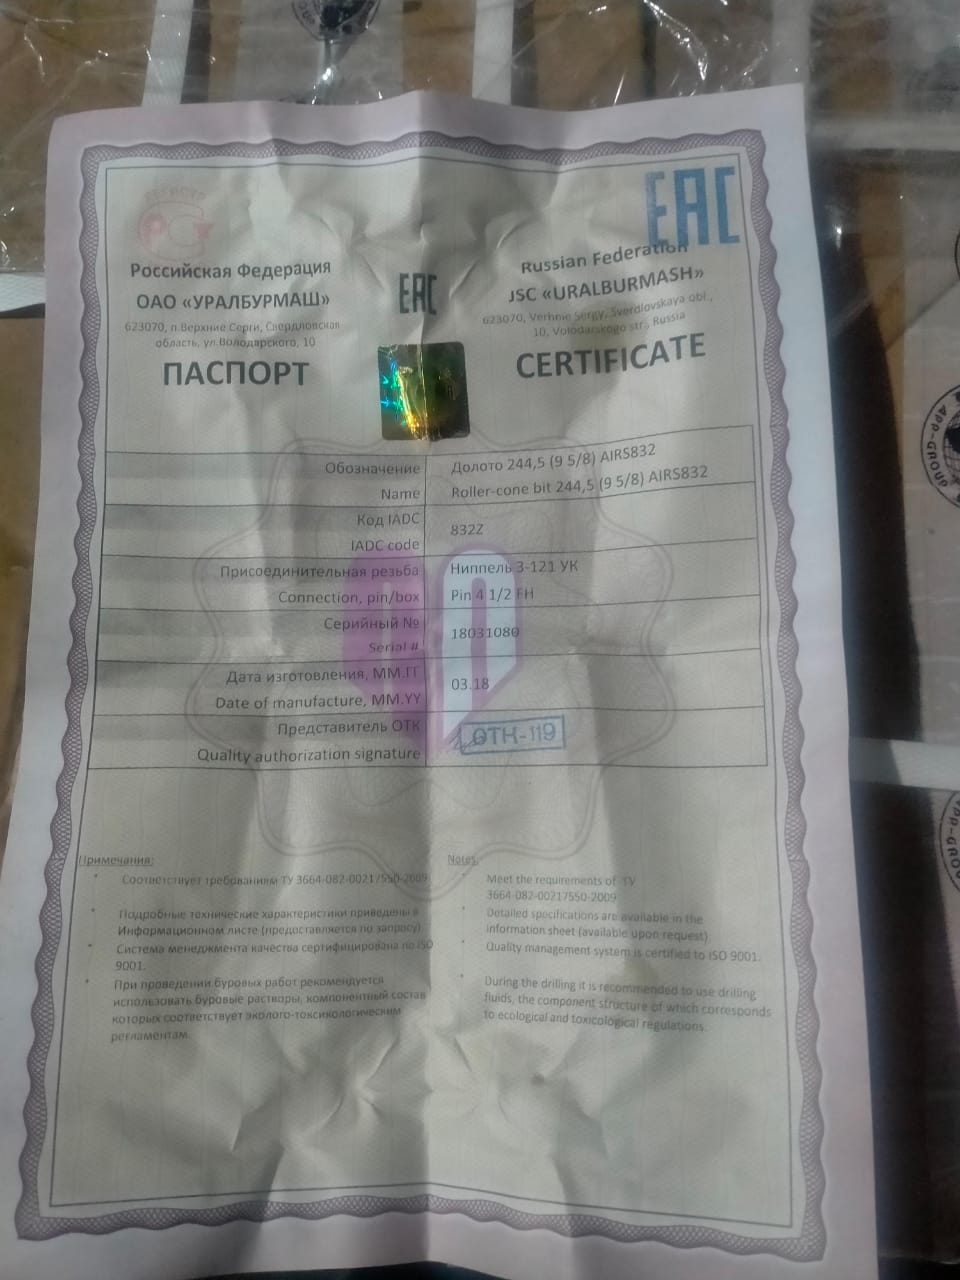 EAC
Российская Федерация
ОАО «УРАЛБУРМАШ»
623070, п.Верхние Серги, Свердловская
область, ул.Володарского, 10
ПАСПОРТ
EAC
Russian Federation
JSC «URALBURMASH»
623070, Verhnie Sergy, Sverdlovskaya obl.,
10, Volodarskogo str., Russia
CERTIFICATE
Обозначение Долото 244,5 (9 5/8) AIRS832
Name Roller-cone bit 244,5 (9 5/8) AIRS832
Код IADC
832Z
IADC code
Присоединительная резьба Ниппель З-121 УК
Connection, pin/box Pin 4 1/2 FH
Серийный №
18031080
Serial #
Дата изготовления, ММ.ГГ
03.18
Date of manufacture, MM.YY
Представитель ОТК
ОТК-119
Quality authorization signature
Примечания:
Соответствует требованиям ТУ 3664-082-00217550-2009
Подробные технические характеристики приведены в
Информационном листе (предоставляется по запросу)
Система менеджмента качества сертифицирована по ISO
9001.
При проведении буровых работ рекомендуется
использовать буровые растворы, компонентный состав
которых соответствует эколого-токсикологическим
регламентам.
Notes:
Meet the requirements of ТУ
3664-082-00217550-2009
Detailed specifications are available in the
information sheet (available upon request)
Quality management system is certified to ISO 9001.
During the drilling it is recommended to use drilling
fluids, the component structure of which corresponds
to ecological and toxicological regulations.
APP-GROU